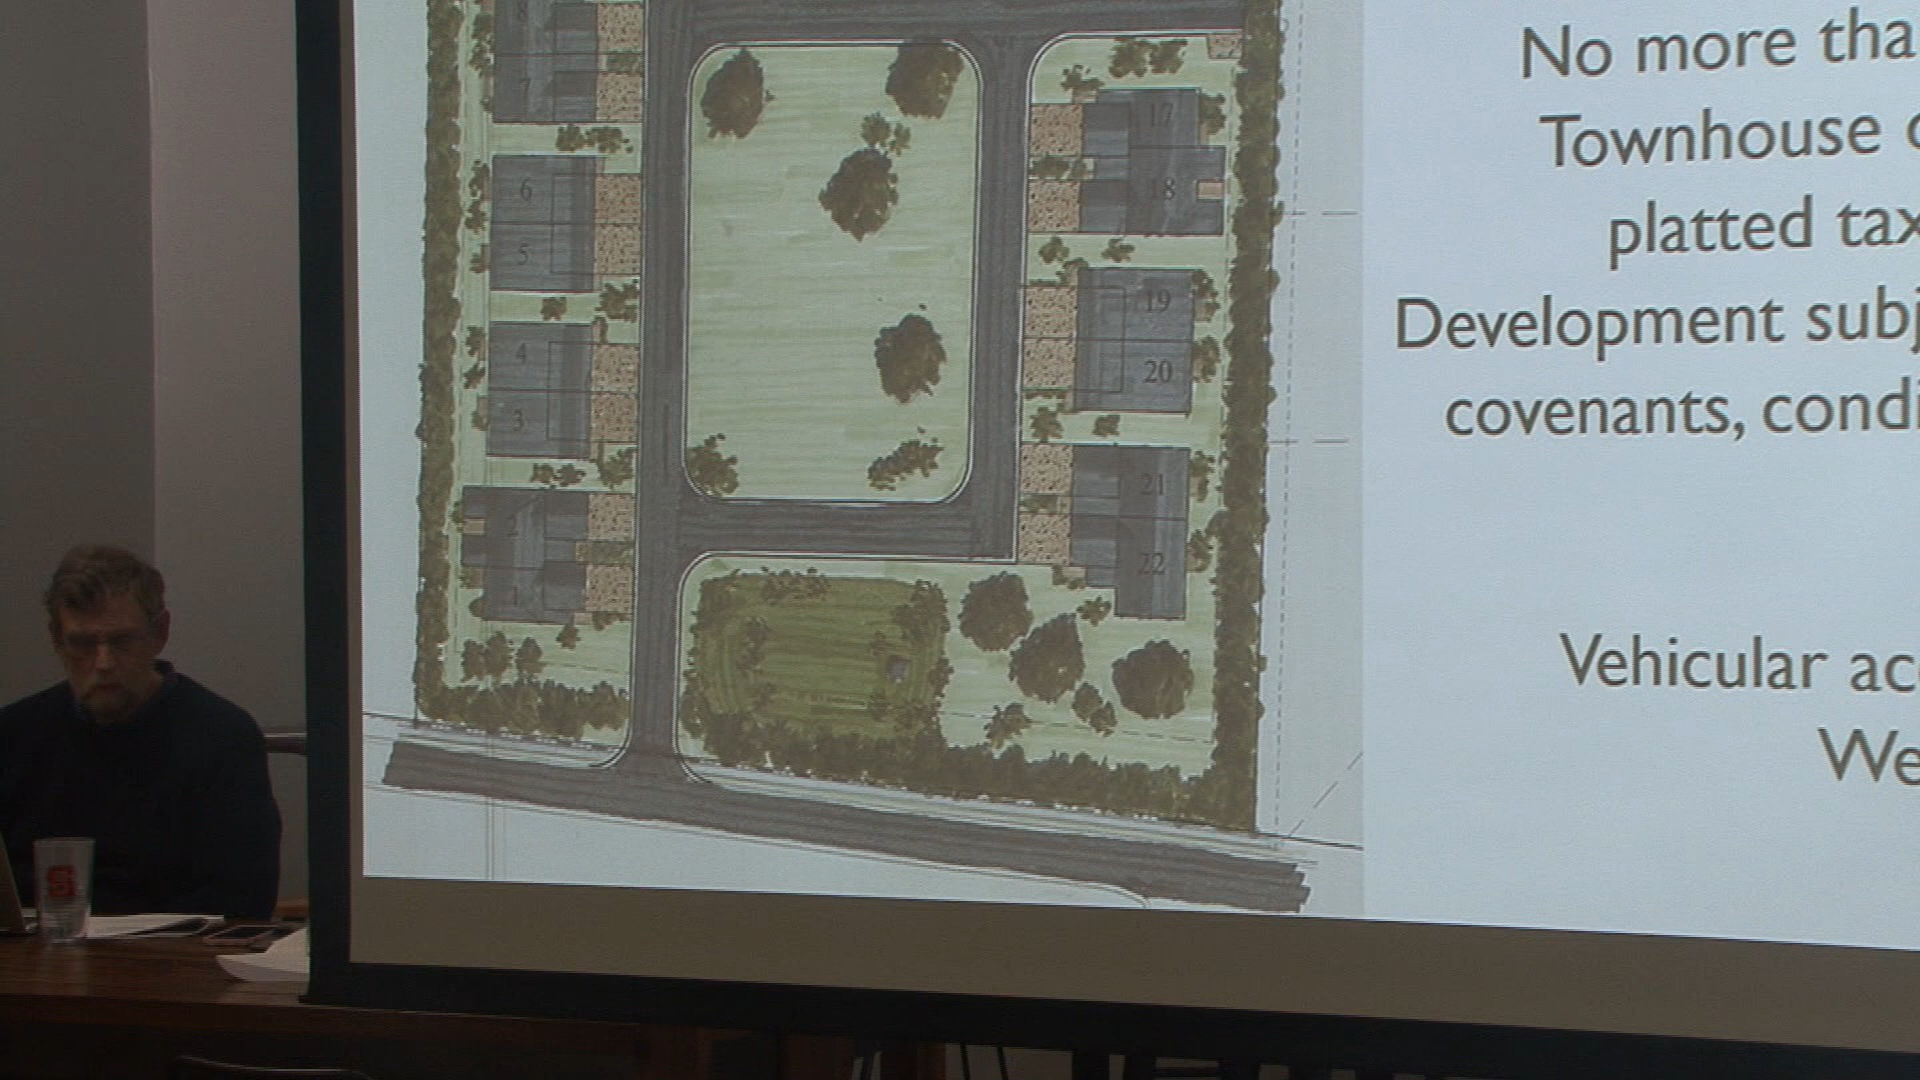 No more tha
Townhouse
platted tax
Development subj
covenants, condi
Vehicular ac
We
8
7
6
5
4
3
2
1
17
18
19
20
21
22
S